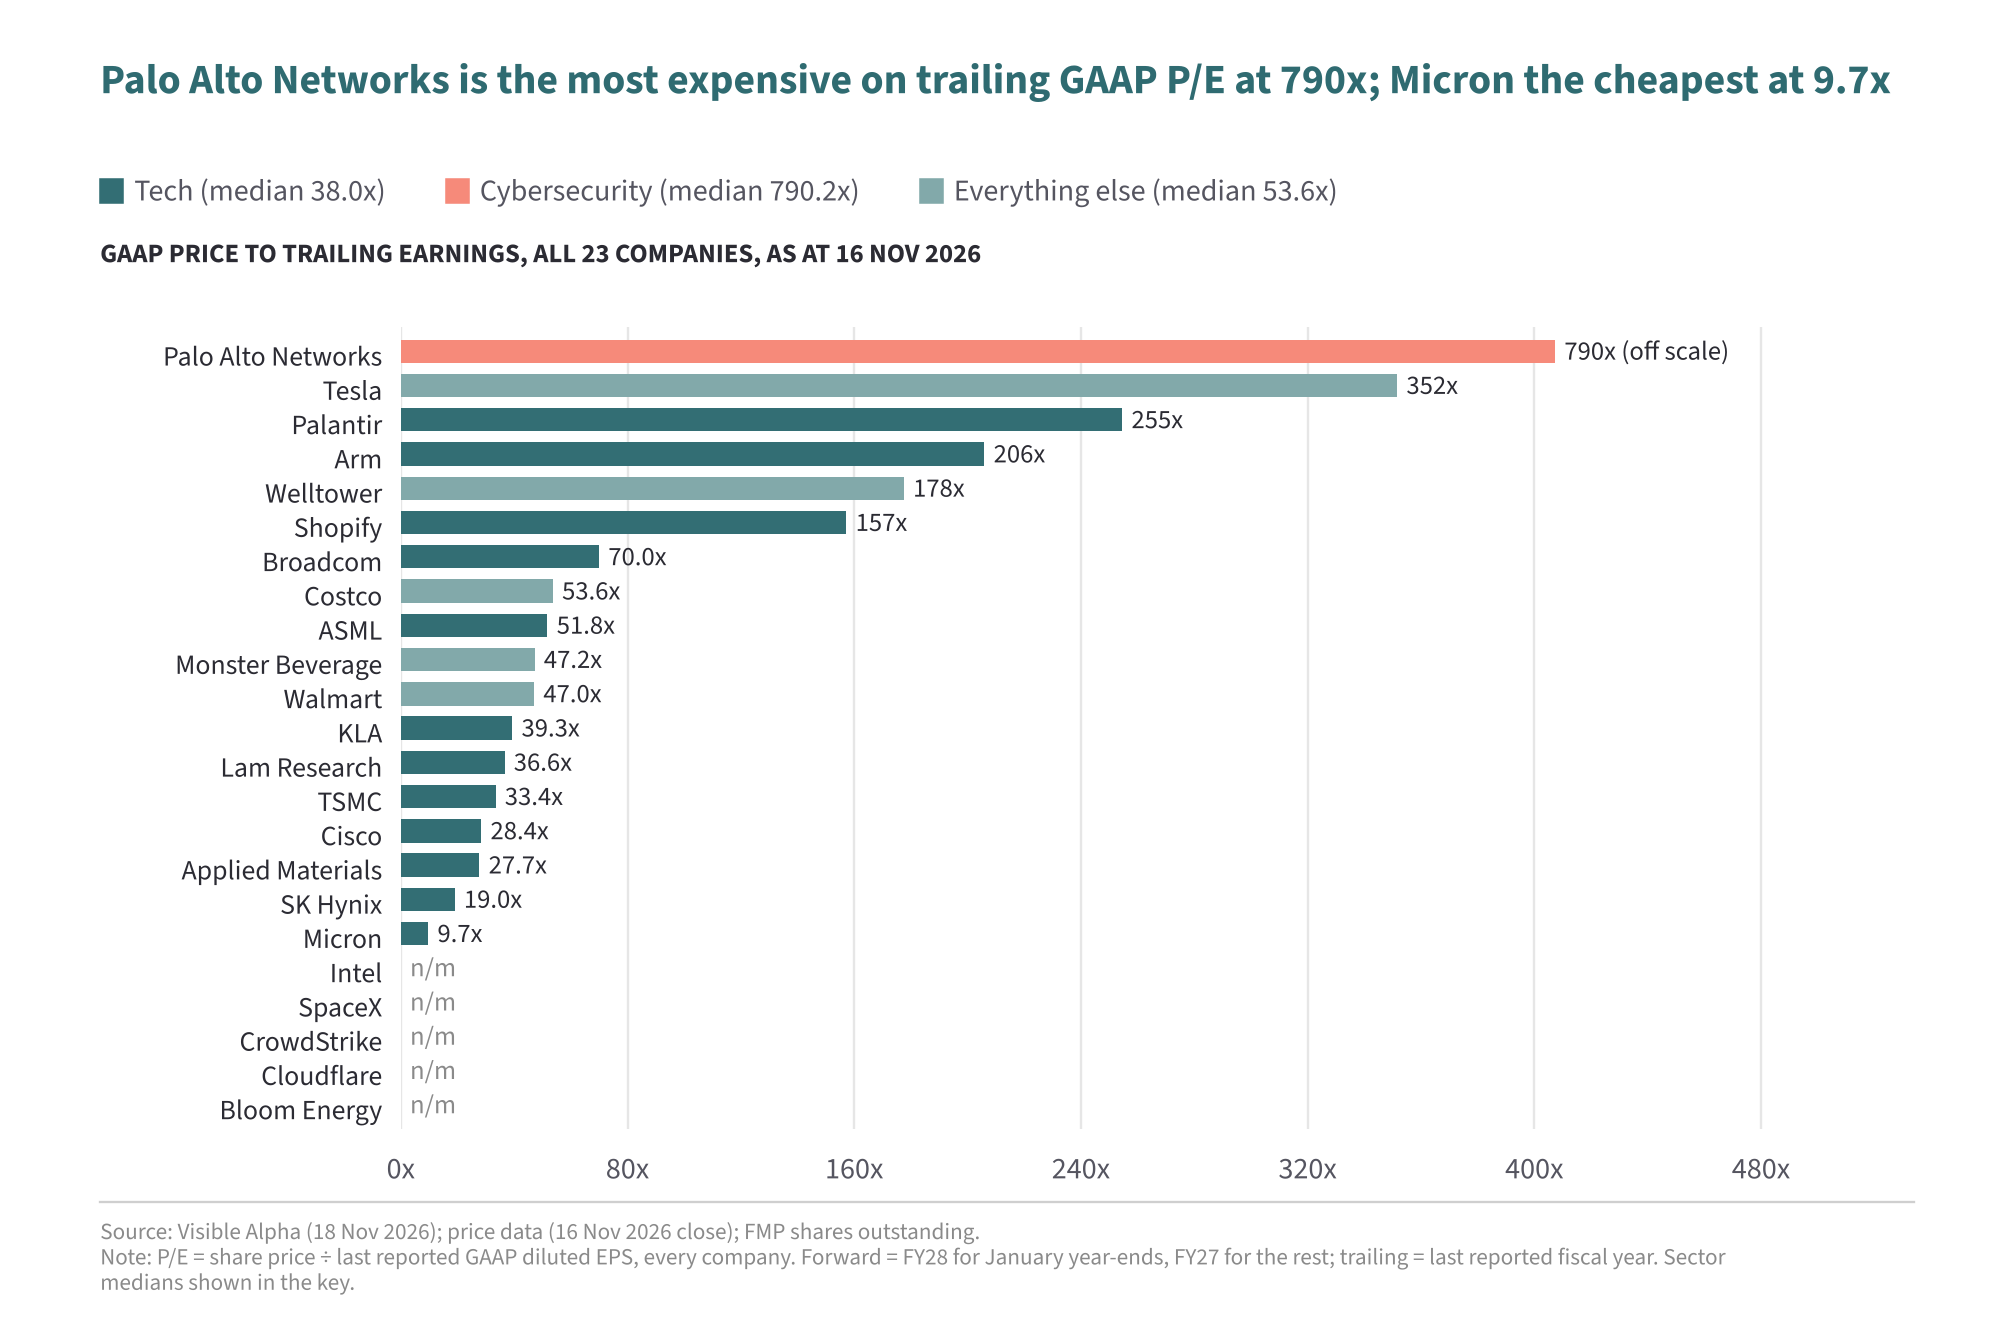 Palo Alto Networks is the most expensive on trailing GAAP P/E at 790x; Micron the cheapest at 9.7x
Tech (median 38.0x) Cybersecurity (median 790.2x) Everything else (median 53.6x)
GAAP PRICE TO TRAILING EARNINGS, ALL 23 COMPANIES, AS AT 16 NOV 2026
Palo Alto Networks 790x (off scale)
Tesla 352x
Palantir 255x
Arm 206x
Welltower 178x
Shopify 157x
Broadcom 70.0x
Costco 53.6x
ASML 51.8x
Monster Beverage 47.2x
Walmart 47.0x
KLA 39.3x
Lam Research 36.6x
TSMC 33.4x
Cisco 28.4x
Applied Materials 27.7x
SK Hynix 19.0x
Micron 9.7x
Intel n/m
SpaceX n/m
CrowdStrike n/m
Cloudflare n/m
Bloom Energy n/m
0x 80x 160x 240x 320x 400x 480x
Source: Visible Alpha (18 Nov 2026); price data (16 Nov 2026 close); FMP shares outstanding.
Note: P/E = share price ÷ last reported GAAP diluted EPS, every company. Forward = FY28 for January year-ends, FY27 for the rest; trailing = last reported fiscal year. Sector
medians shown in the key.